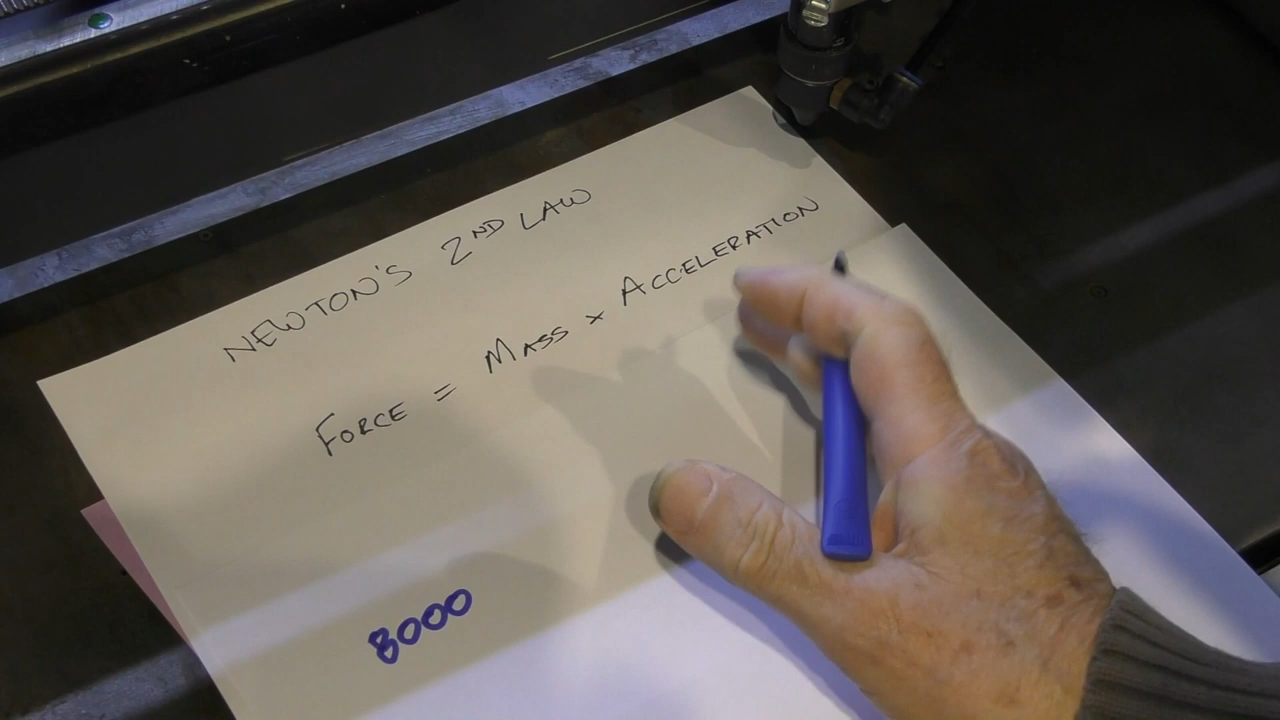 NEWTON'S 2ND LAW
FORCE = MASS × ACCELERATION
8000